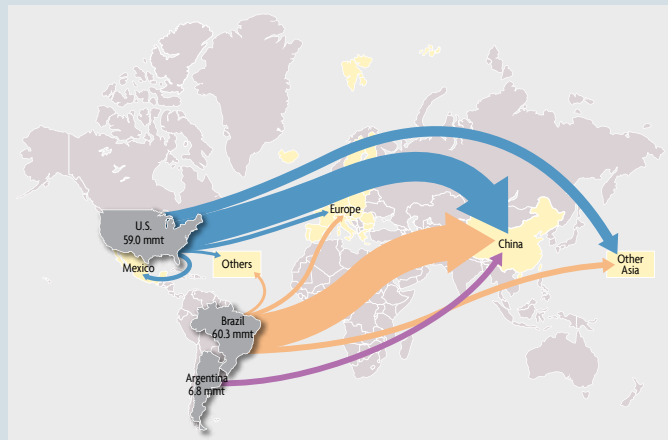 U.S.
59.0 mmt
Mexico
Others
Europe
China
Other
Asia
Brazil
60.3 mmt
Argentina
6.8 mmt